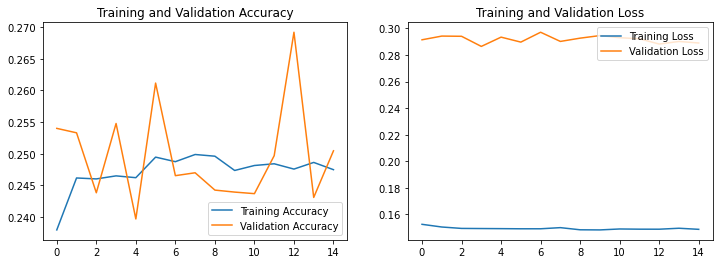 Training and Validation Accuracy
0.270
0.265
0.260
0.255
0.250
0.245
0.240
0 2 4 6 8 10 12 14
Training Accuracy
Validation Accuracy
Training and Validation Loss
0.30
0.28
0.26
0.24
0.22
0.20
0.18
0.16
0 2 4 6 8 10 12 14
Training Loss
Validation Loss